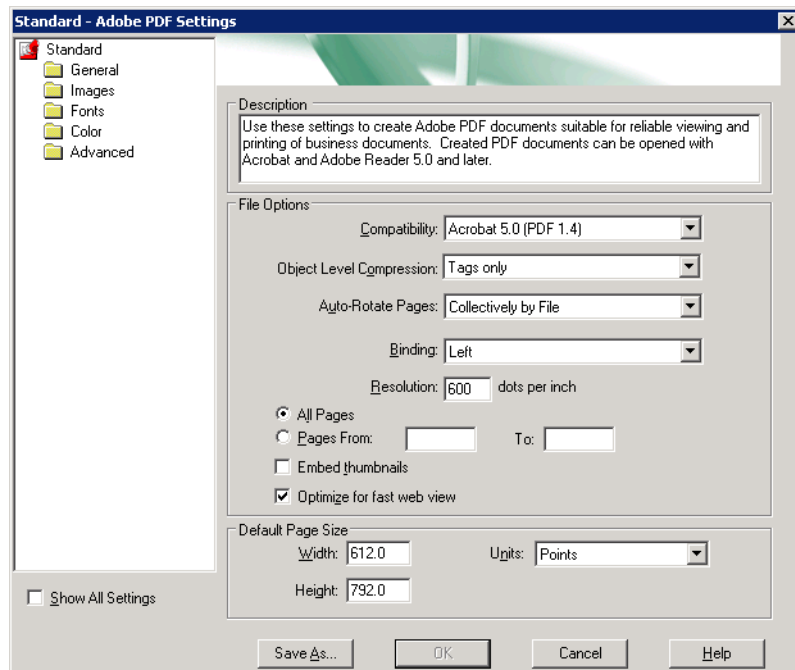 Standard - Adobe PDF Settings
Standard
General
Images
Fonts
Color
Advanced
Show All Settings
Description
Use these settings to create Adobe PDF documents suitable for reliable viewing and
printing of business documents. Created PDF documents can be opened with
Acrobat and Adobe Reader 5.0 and later.
File Options
Compatibility: Acrobat 5.0 (PDF 1.4)
Object Level Compression: Tags only
Auto-Rotate Pages: Collectively by File
Binding: Left
Resolution: 600 dots per inch
All Pages
Pages From: To:
Embed thumbnails
Optimize for fast web view
Default Page Size
Width: 612.0 Units: Points
Height: 792.0
Save As... OK Cancel Help